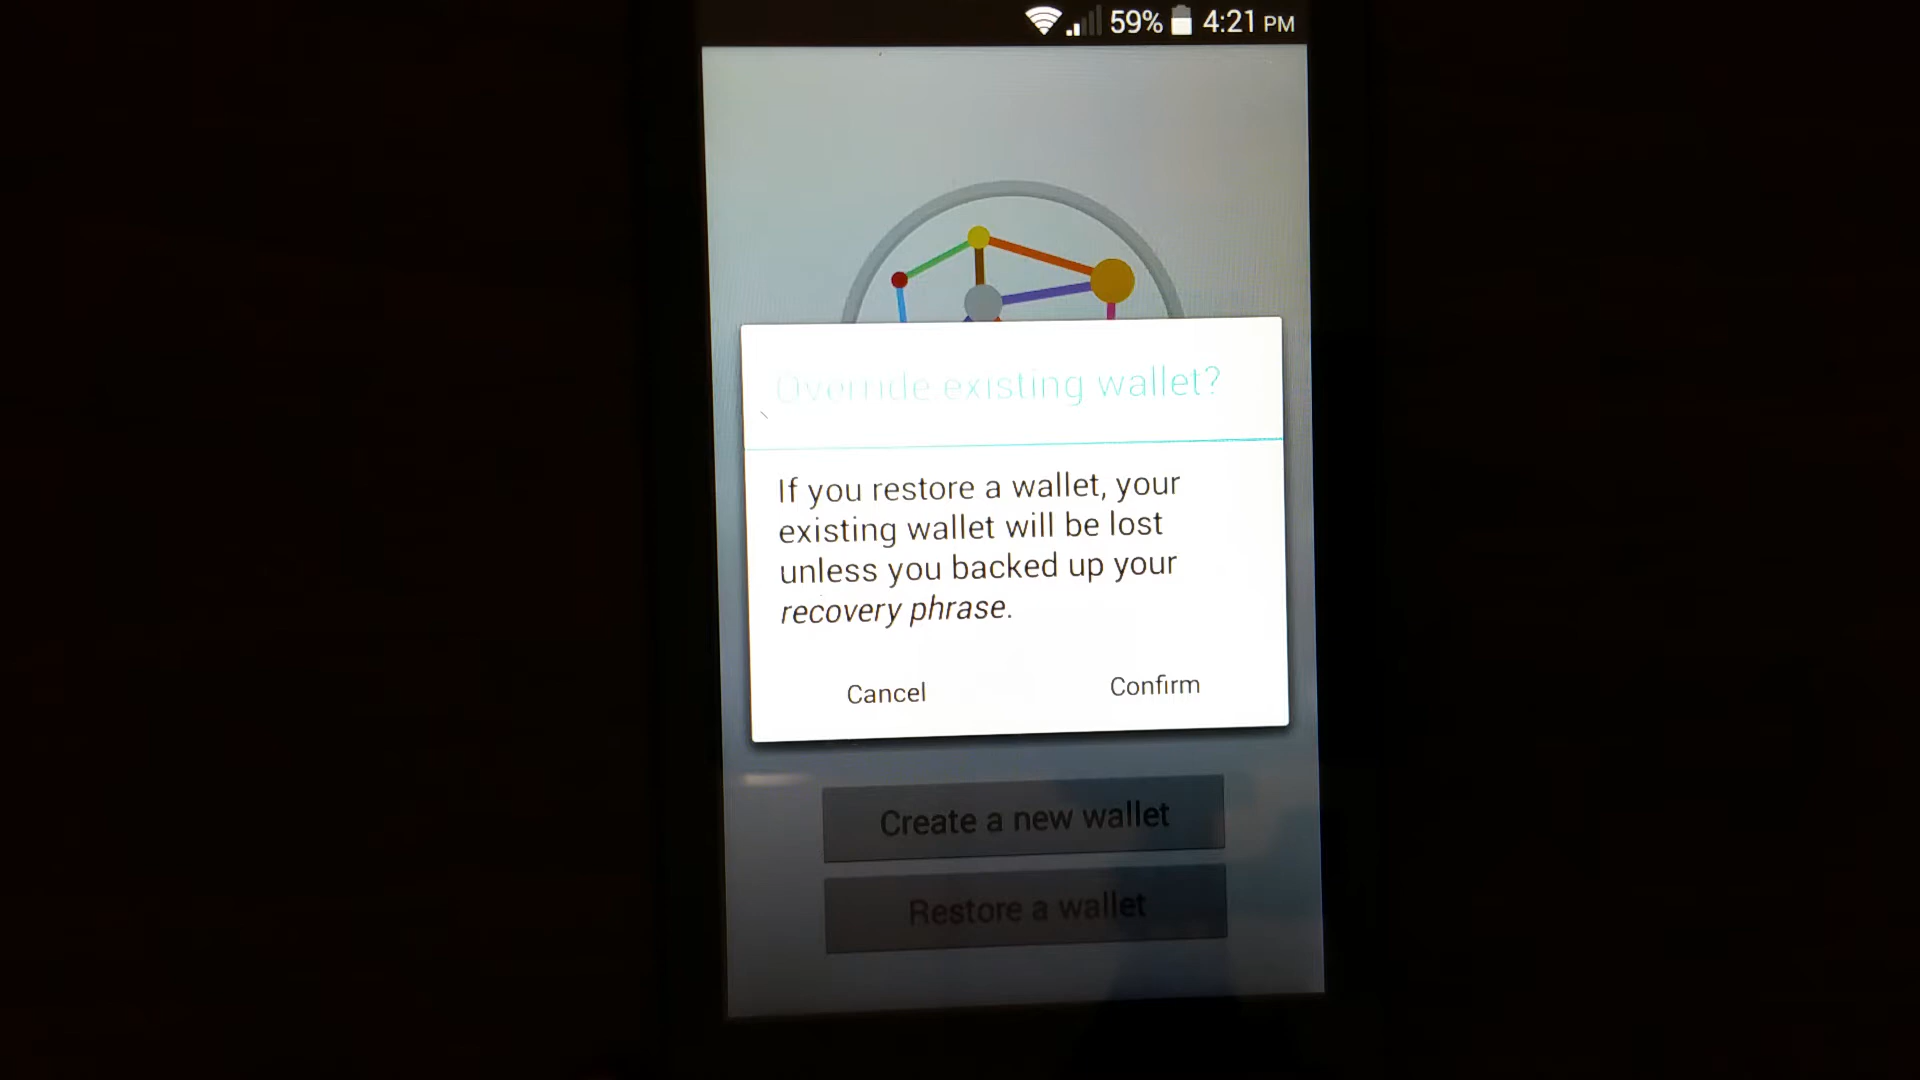 59% 4:21 PM
Override existing wallet?
If you restore a wallet, your
existing wallet will be lost
unless you backed up your
recovery phrase.
Cancel Confirm
Create a new wallet
Restore a wallet